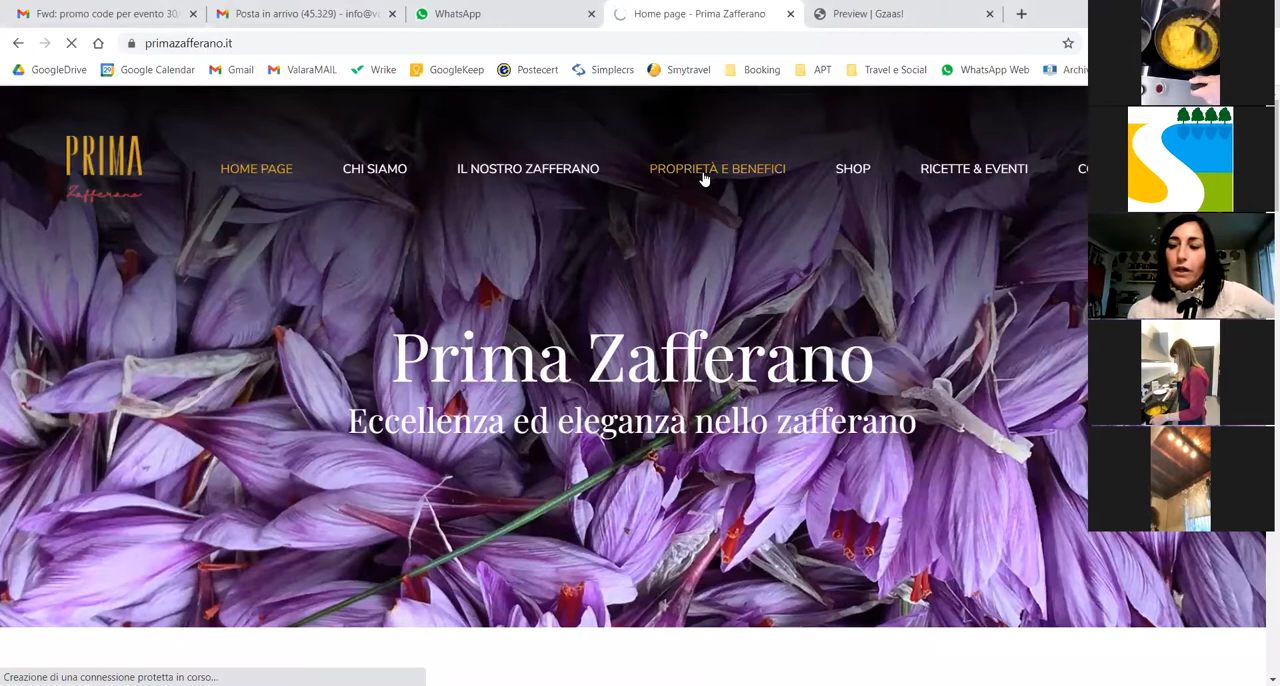 Fwd: promo code per evento 30
Posta in arrivo (45.329) - info@v
WhatsApp
Home page - Prima Zafferano
Preview | Gzaas!
primazafferano.it
GoogleDrive
Google Calendar
Gmail
ValaraMAIL
Wrike
GoogleKeep
Postecert
Simplecrs
Smytravel
Booking
APT
Travel e Social
WhatsApp Web
Archi
PRIMA
Zafferano
HOME PAGE
CHI SIAMO
IL NOSTRO ZAFFERANO
PROPRIETÀ E BENEFICI
SHOP
RICETTE & EVENTI
Prima Zafferano
Eccellenza ed eleganza nello zafferano
Creazione di una connessione protetta in corso...